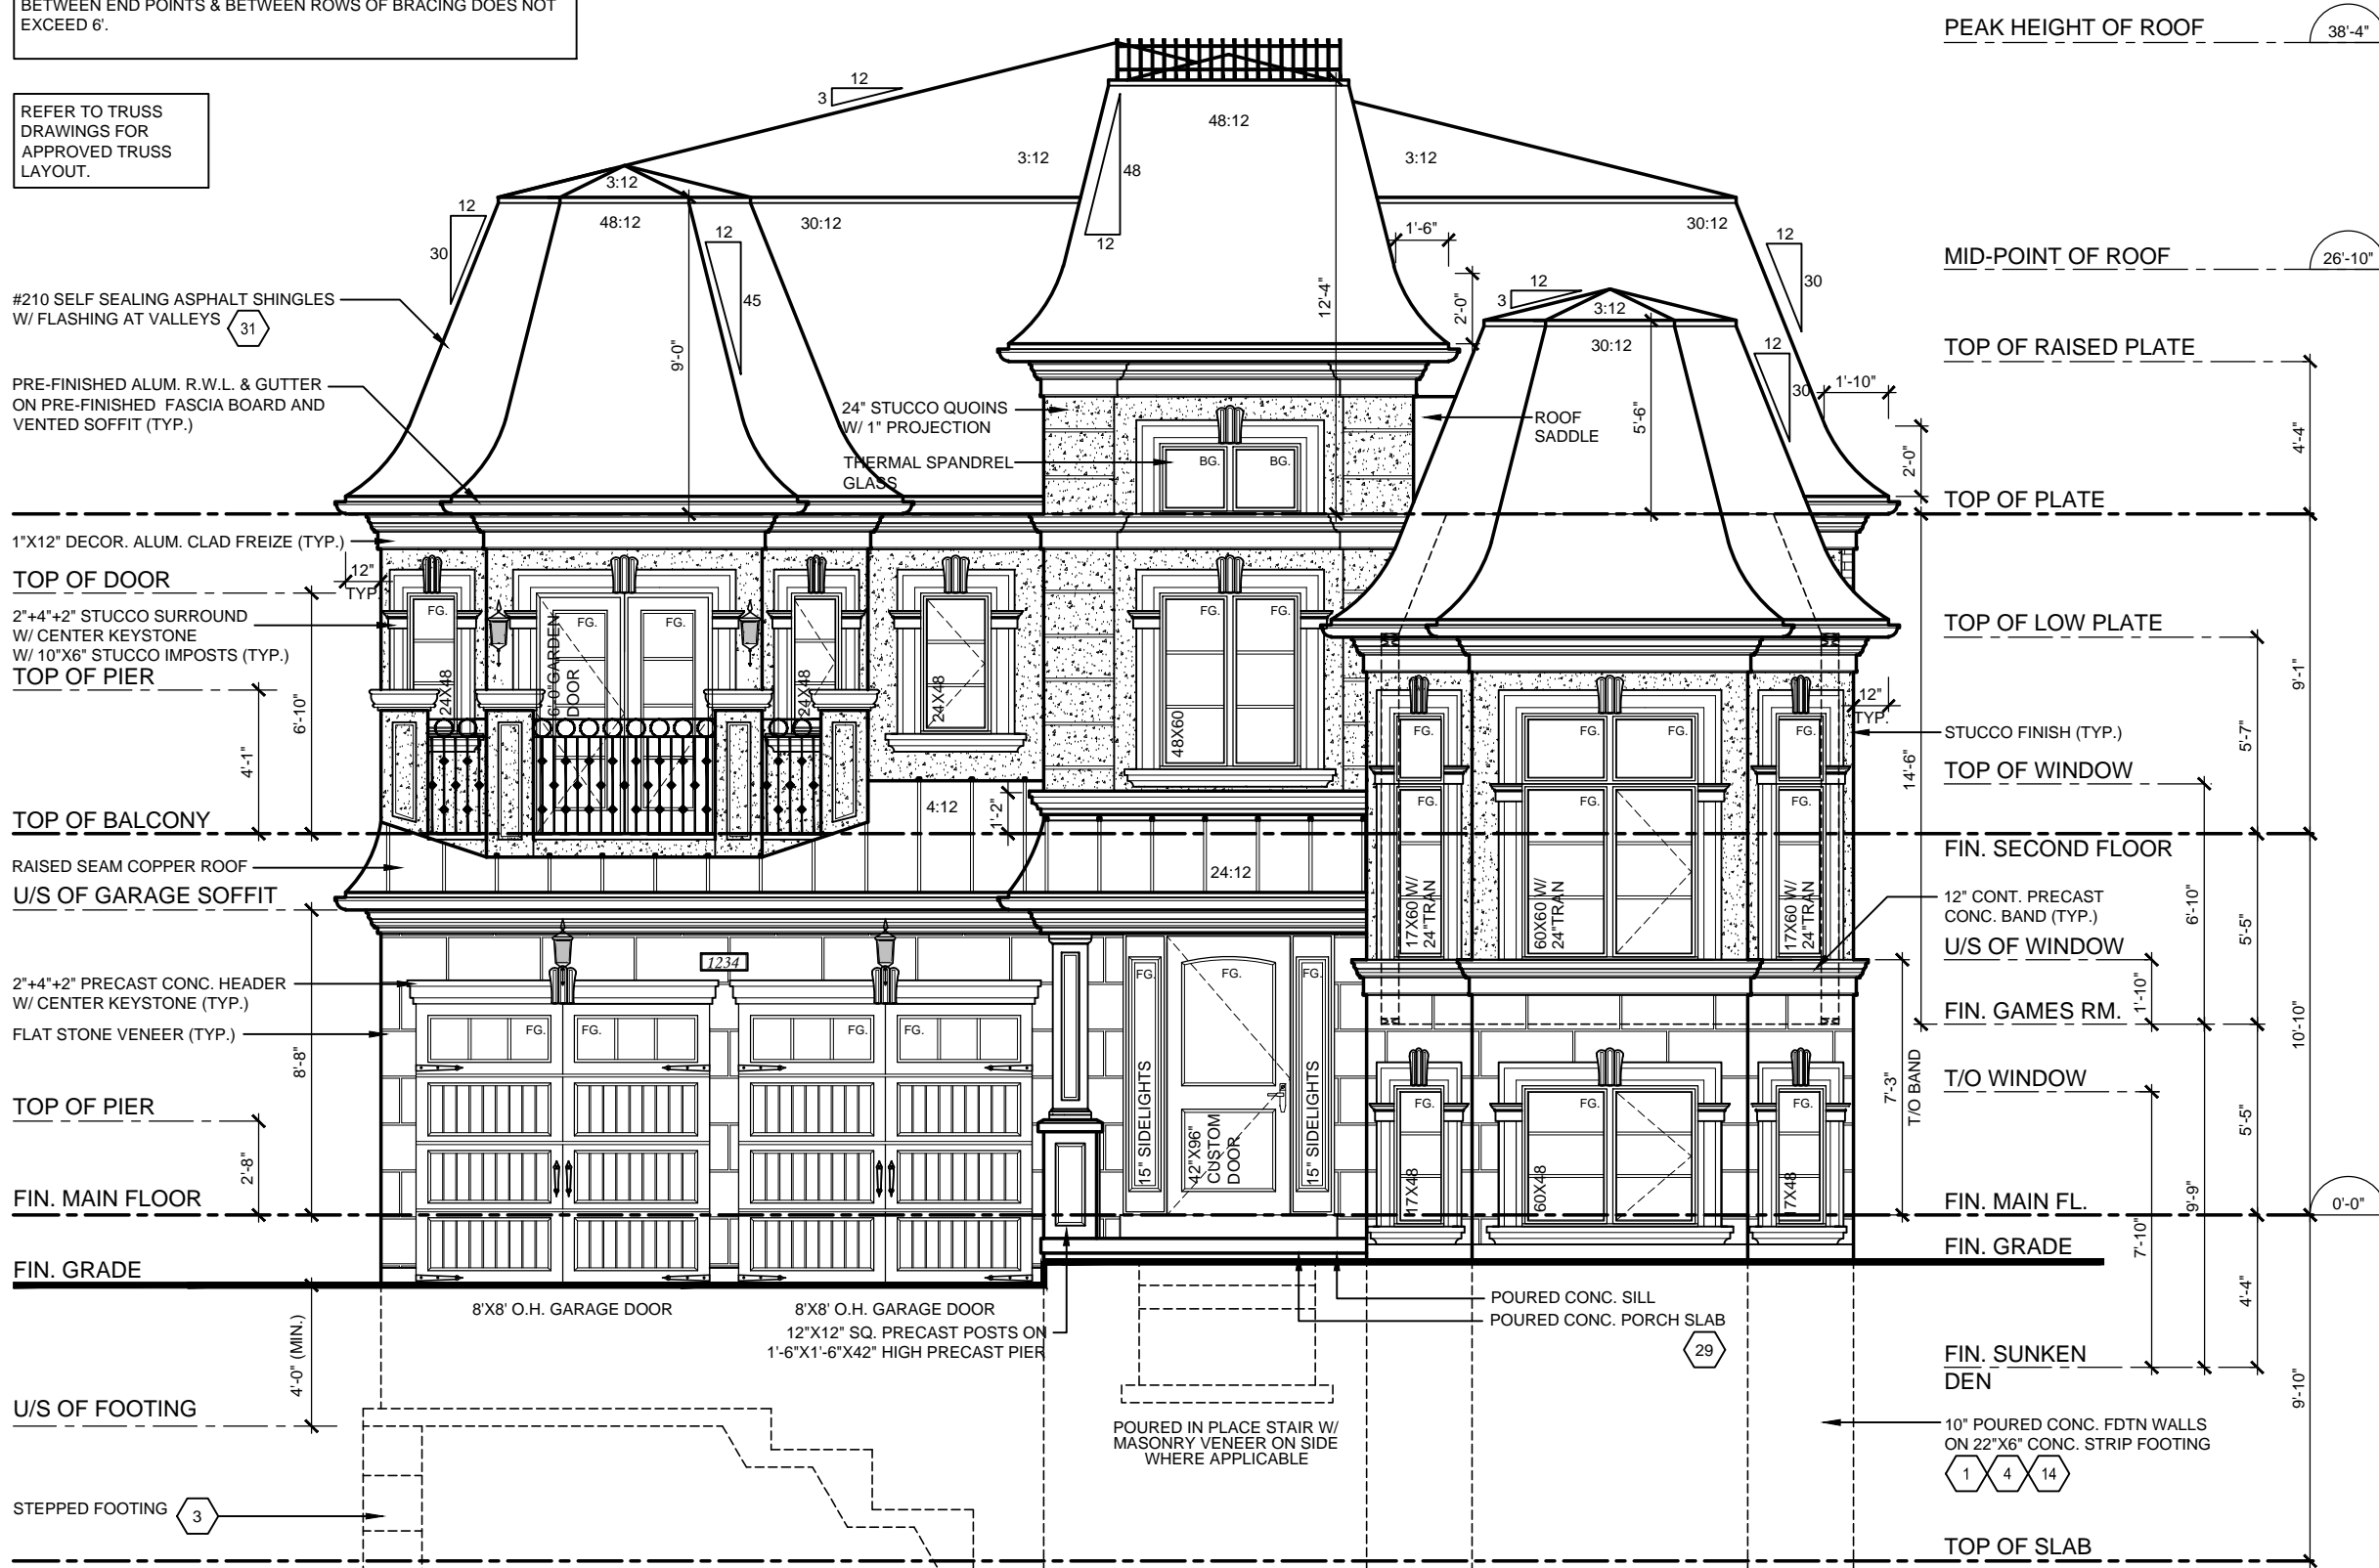 BETWEEN END POINTS & BETWEEN ROWS OF BRACING DOES NOT
EXCEED 6'.
REFER TO TRUSS
DRAWINGS FOR
APPROVED TRUSS
LAYOUT.
#210 SELF SEALING ASPHALT SHINGLES
W/ FLASHING AT VALLEYS 31
PRE-FINISHED ALUM. R.W.L. & GUTTER
ON PRE-FINISHED FASCIA BOARD AND
VENTED SOFFIT (TYP.)
1"X12" DECOR. ALUM. CLAD FREIZE (TYP.)
TOP OF DOOR
12"
TYP.
2"+4"+2" STUCCO SURROUND
W/ CENTER KEYSTONE
W/ 10"X6" STUCCO IMPOSTS (TYP.)
TOP OF PIER
6'-10"
4'-1"
TOP OF BALCONY
RAISED SEAM COPPER ROOF
U/S OF GARAGE SOFFIT
2"+4"+2" PRECAST CONC. HEADER
W/ CENTER KEYSTONE (TYP.)
FLAT STONE VENEER (TYP.)
8'-8"
TOP OF PIER
2'-8"
FIN. MAIN FLOOR
FIN. GRADE
4'-0" (MIN.)
U/S OF FOOTING
STEPPED FOOTING 3
12
3
3:12
48:12
3:12
48
12
3:12
48:12
30:12
12
30
12
45
9'-0"
30:12
12
30
1'-6"
2'-0"
12'-4"
12
3
3:12
30:12
12
30
1'-10"
2'-0"
5'-6"
24" STUCCO QUOINS
W/ 1" PROJECTION
THERMAL SPANDREL
GLASS
BG.
BG.
ROOF
SADDLE
FG.
24X48
FG.
FG.
6'-0"GARDEN
DOOR
24X48
24X48
FG.
FG.
48X60
4:12
1'-2"
24:12
12"
TYP.
14'-6"
FG.
FG.
FG.
FG.
FG.
FG.
FG.
17X60 W/
24"TRAN
60X60 W/
24"TRAN
17X60 W/
24"TRAN
1234
FG.
FG.
FG.
FG.
FG.
FG.
FG.
15" SIDELIGHTS
42"X96"
CUSTOM
DOOR
15" SIDELIGHTS
FG.
FG.
FG.
17X48
60X48
17X48
7'-3"
T/O BAND
8'X8' O.H. GARAGE DOOR
8'X8' O.H. GARAGE DOOR
12"X12" SQ. PRECAST POSTS ON
1'-6"X1'-6"X42" HIGH PRECAST PIER
POURED CONC. SILL
POURED CONC. PORCH SLAB
29
POURED IN PLACE STAIR W/
MASONRY VENEER ON SIDE
WHERE APPLICABLE
PEAK HEIGHT OF ROOF
38'-4"
MID-POINT OF ROOF
26'-10"
TOP OF RAISED PLATE
4'-4"
TOP OF PLATE
TOP OF LOW PLATE
9'-1"
STUCCO FINISH (TYP.)
5'-7"
TOP OF WINDOW
FIN. SECOND FLOOR
12" CONT. PRECAST
CONC. BAND (TYP.)
6'-10"
5'-5"
U/S OF WINDOW
1'-10"
FIN. GAMES RM.
10'-10"
T/O WINDOW
5'-5"
FIN. MAIN FL.
0'-0"
9'-9"
7'-10"
FIN. GRADE
4'-4"
FIN. SUNKEN
DEN
9'-10"
10" POURED CONC. FDTN WALLS
ON 22"X6" CONC. STRIP FOOTING
1 4 14
TOP OF SLAB